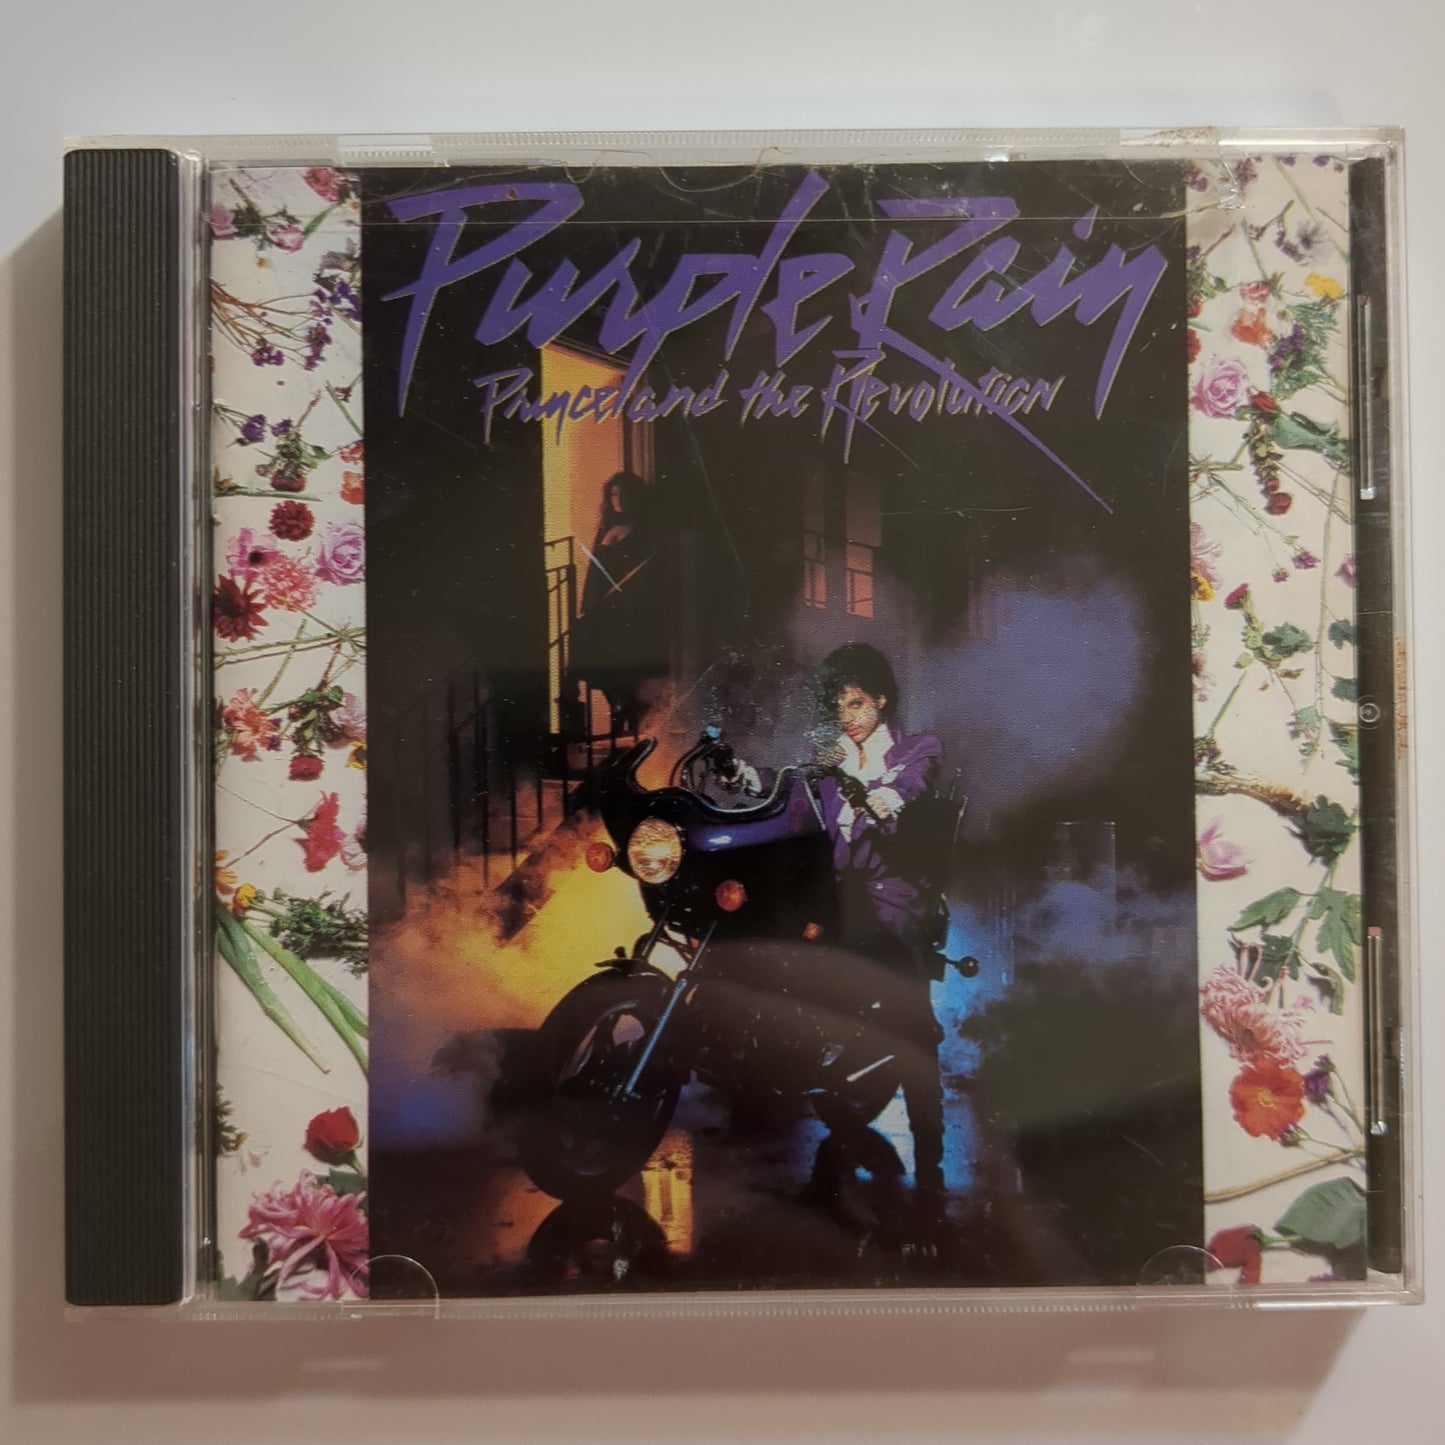 Purple Rain
Prince and the Revolution